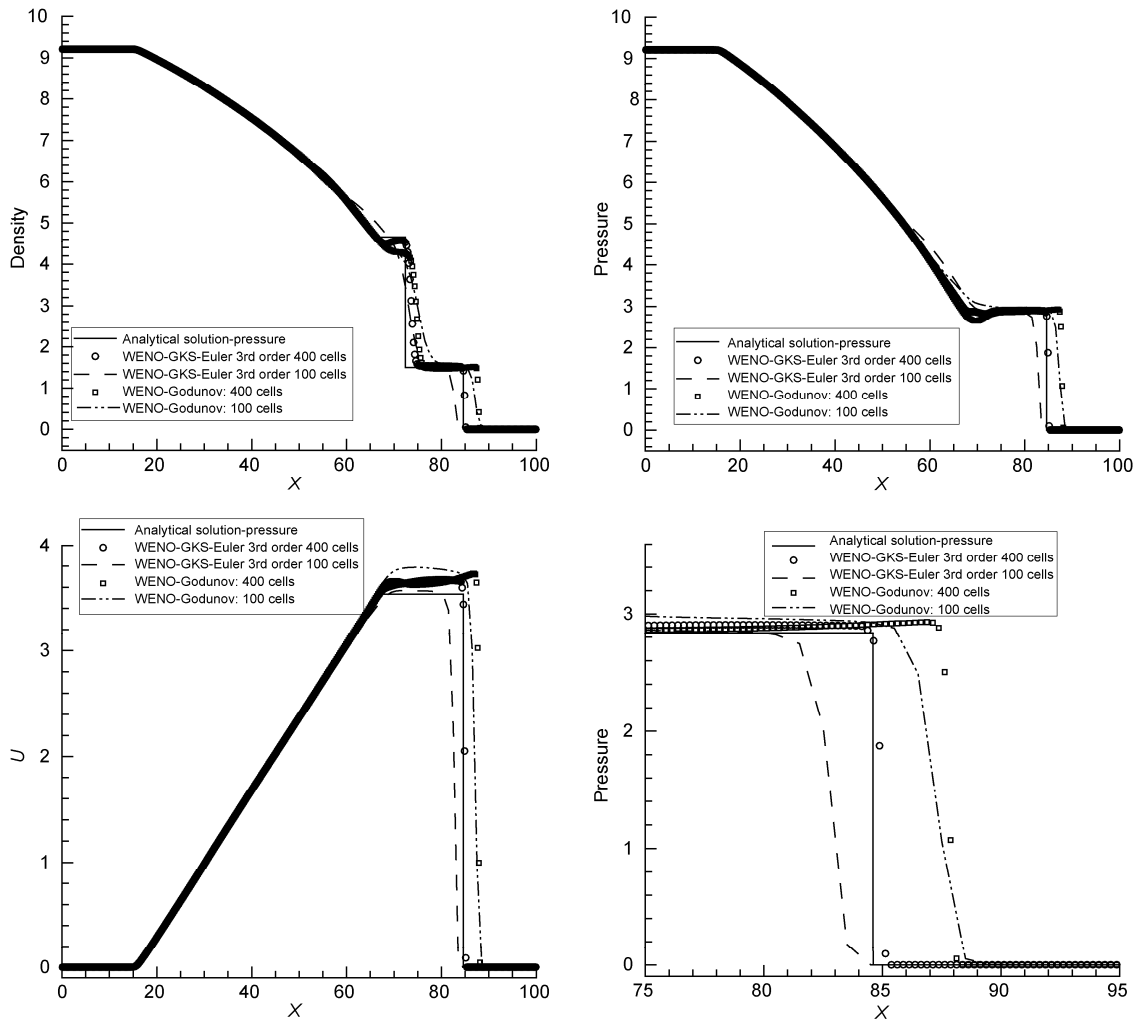 10
9
8
7
6
5
4
3
2
1
0
Density
Analytical solution-pressure
WENO-GKS-Euler 3rd order 400 cells
WENO-GKS-Euler 3rd order 100 cells
WENO-Godunov: 400 cells
WENO-Godunov: 100 cells
0 20 40 60 80 100
X
10
9
8
7
6
5
4
3
2
1
0
Pressure
Analytical solution-pressure
WENO-GKS-Euler 3rd order 400 cells
WENO-GKS-Euler 3rd order 100 cells
WENO-Godunov: 400 cells
WENO-Godunov: 100 cells
0 20 40 60 80 100
X
Analytical solution-pressure
WENO-GKS-Euler 3rd order 400 cells
WENO-GKS-Euler 3rd order 100 cells
WENO-Godunov: 400 cells
WENO-Godunov: 100 cells
4
3
2
1
0
U
0 20 40 60 80 100
X
Analytical solution-pressure
WENO-GKS-Euler 3rd order 400 cells
WENO-GKS-Euler 3rd order 100 cells
WENO-Godunov: 400 cells
WENO-Godunov: 100 cells
3
2
1
0
Pressure
75 80 85 90 95
X